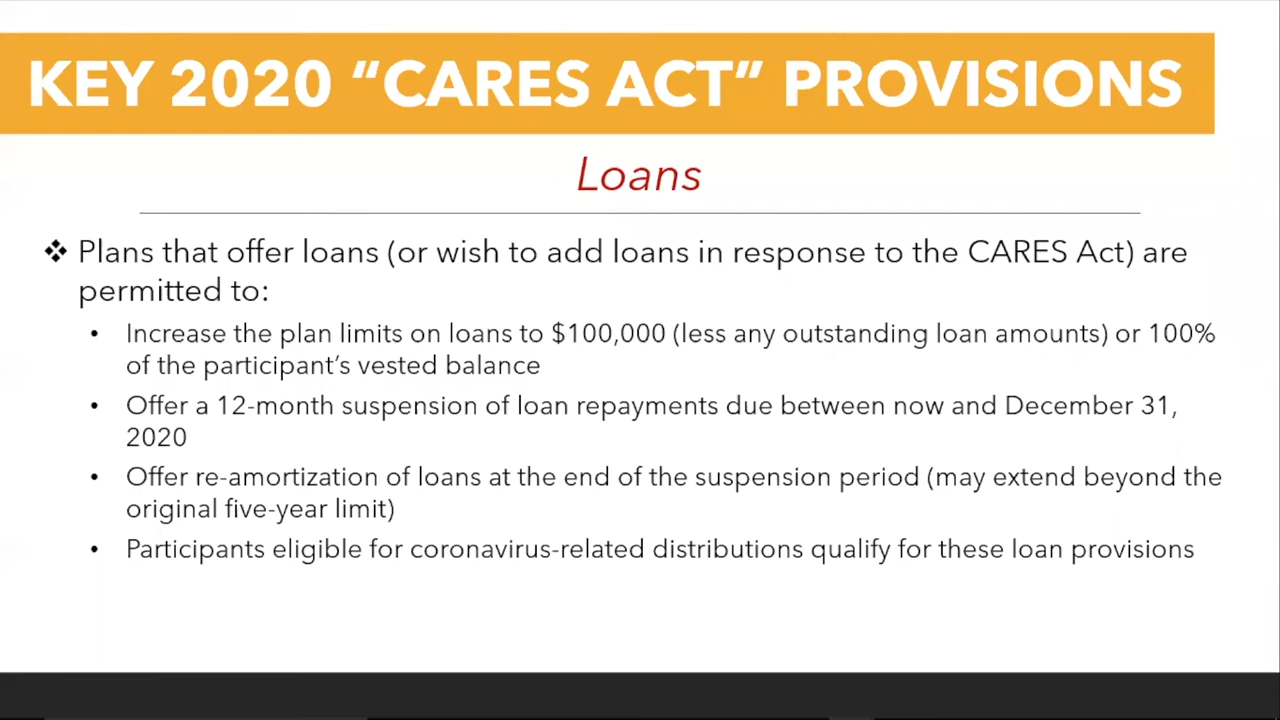 KEY 2020 “CARES ACT” PROVISIONS
Loans
❖ Plans that offer loans (or wish to add loans in response to the CARES Act) are
permitted to:
• Increase the plan limits on loans to $100,000 (less any outstanding loan amounts) or 100%
of the participant’s vested balance
• Offer a 12-month suspension of loan repayments due between now and December 31,
2020
• Offer re-amortization of loans at the end of the suspension period (may extend beyond the
original five-year limit)
• Participants eligible for coronavirus-related distributions qualify for these loan provisions